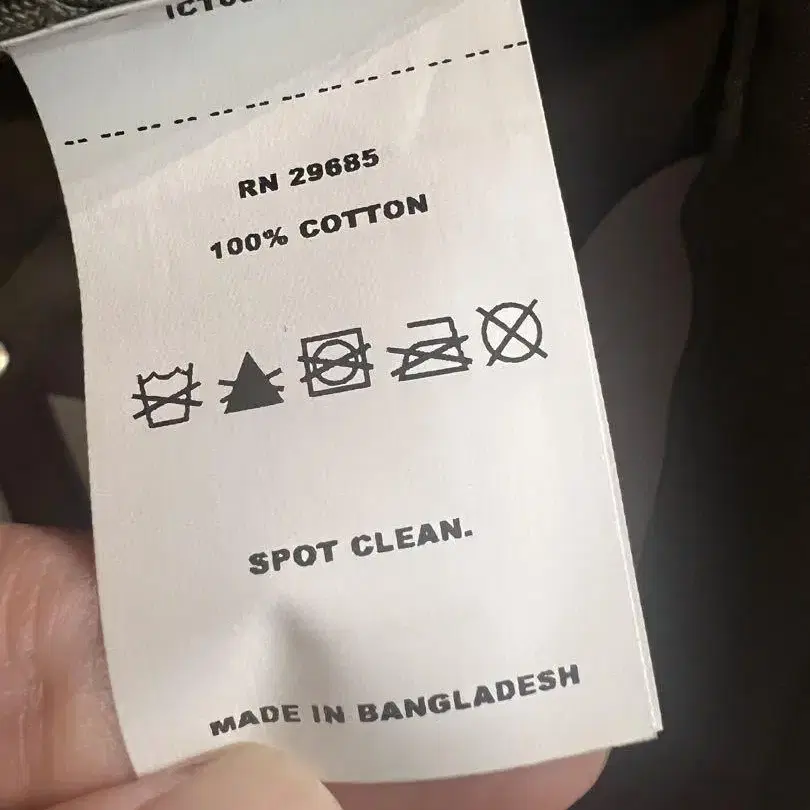 RN 29685
100% COTTON
SPOT CLEAN.
MADE IN BANGLADESH